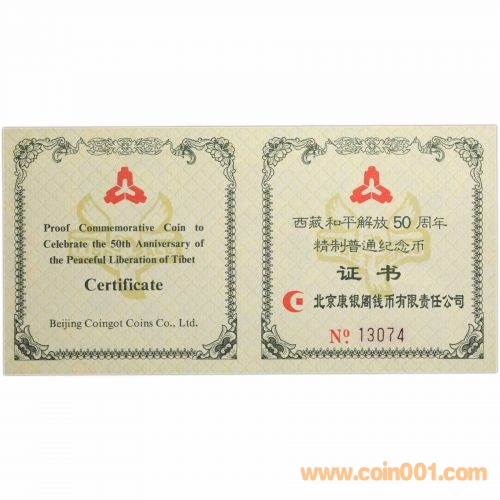 Proof Commemorative Coin to
Celebrate the 50th Anniversary of
the Peaceful Liberation of Tibet
Certificate
Beijing Coingot Coins Co., Ltd.
西藏和平解放50周年
精制普通纪念币
证书
北京康银阁钱币有限责任公司
No. 13074
www.coin001.com